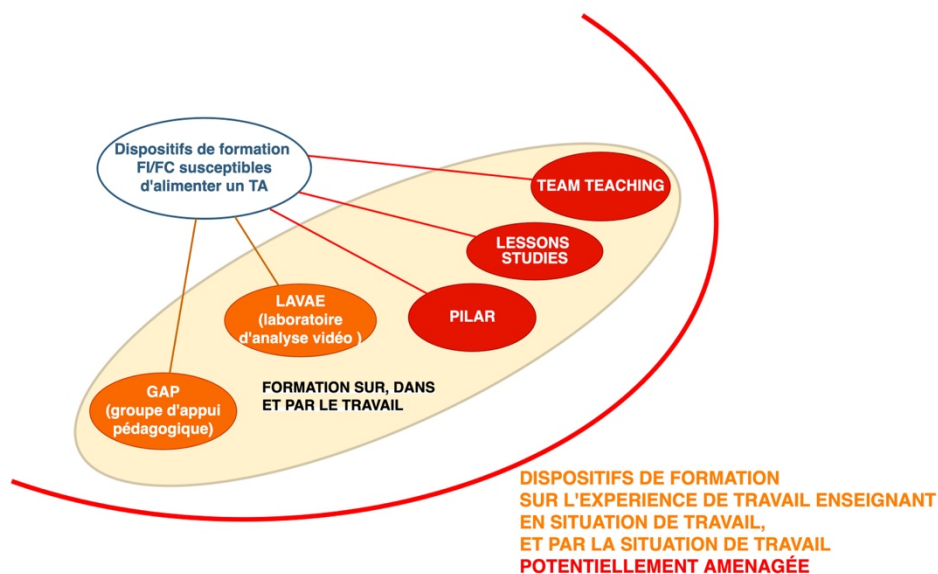 Dispositifs de formation
FI/FC susceptibles
d'alimenter un TA
TEAM TEACHING
LESSONS
STUDIES
PILAR
LAVAE
(laboratoire
d'analyse vidéo )
GAP
(groupe d'appui
pédagogique)
FORMATION SUR, DANS
ET PAR LE TRAVAIL
DISPOSITIFS DE FORMATION
SUR L'EXPERIENCE DE TRAVAIL ENSEIGNANT
EN SITUATION DE TRAVAIL,
ET PAR LA SITUATION DE TRAVAIL
POTENTIELLEMENT AMENAGÉE